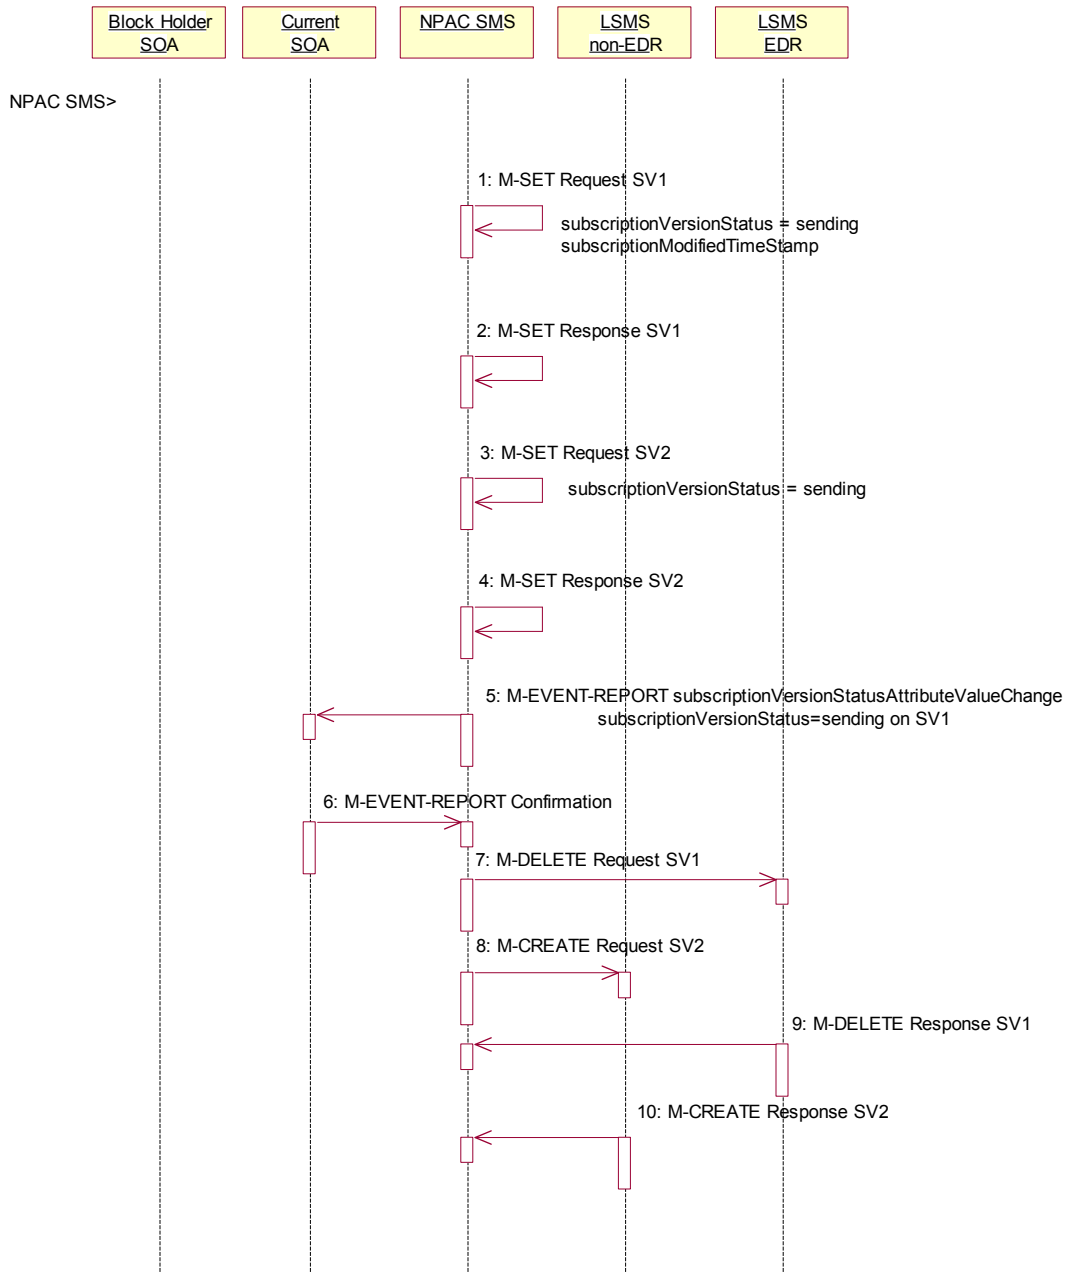 Block Holder
SOA
Current
SOA
NPAC SMS
LSMS
non-EDR
LSMS
EDR
NPAC SMS>
1: M-SET Request SV1
subscriptionVersionStatus = sending
subscriptionModifiedTimeStamp
2: M-SET Response SV1
3: M-SET Request SV2
subscriptionVersionStatus = sending
4: M-SET Response SV2
5: M-EVENT-REPORT subscriptionVersionStatusAttributeValueChange
subscriptionVersionStatus=sending on SV1
6: M-EVENT-REPORT Confirmation
7: M-DELETE Request SV1
8: M-CREATE Request SV2
9: M-DELETE Response SV1
10: M-CREATE Response SV2